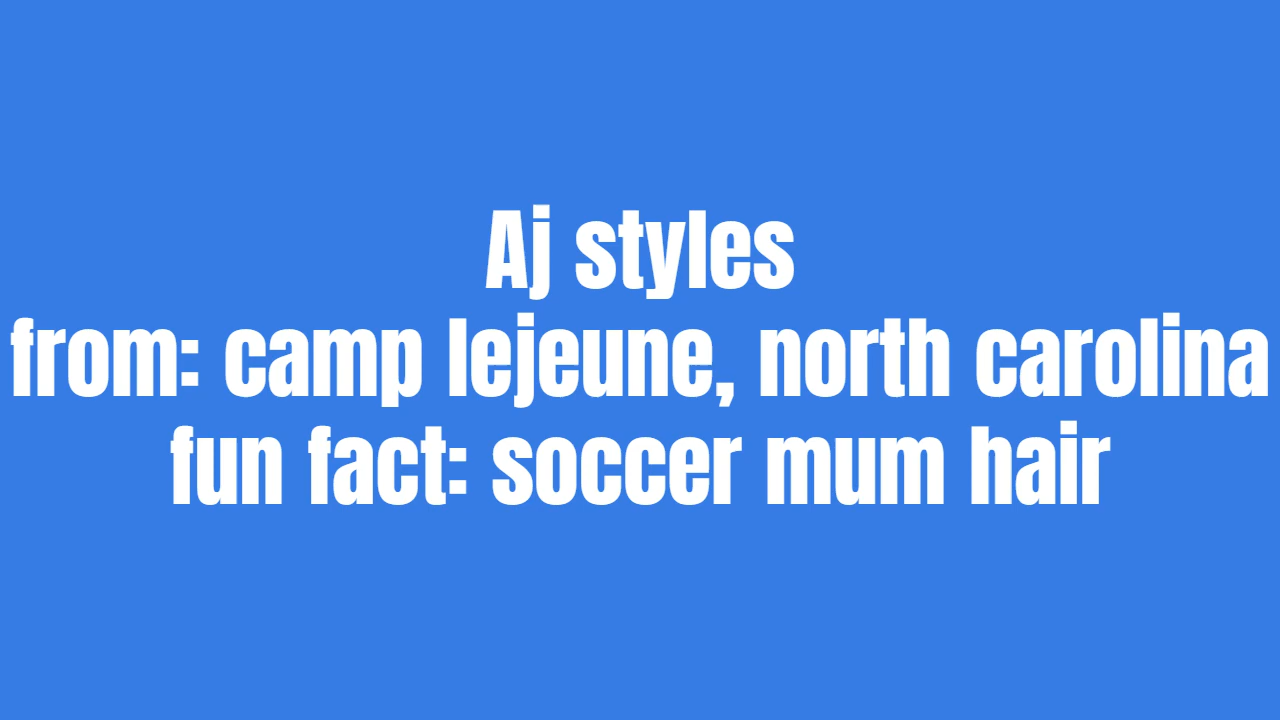 Aj styles
from: camp lejeune, north carolina
fun fact: soccer mum hair